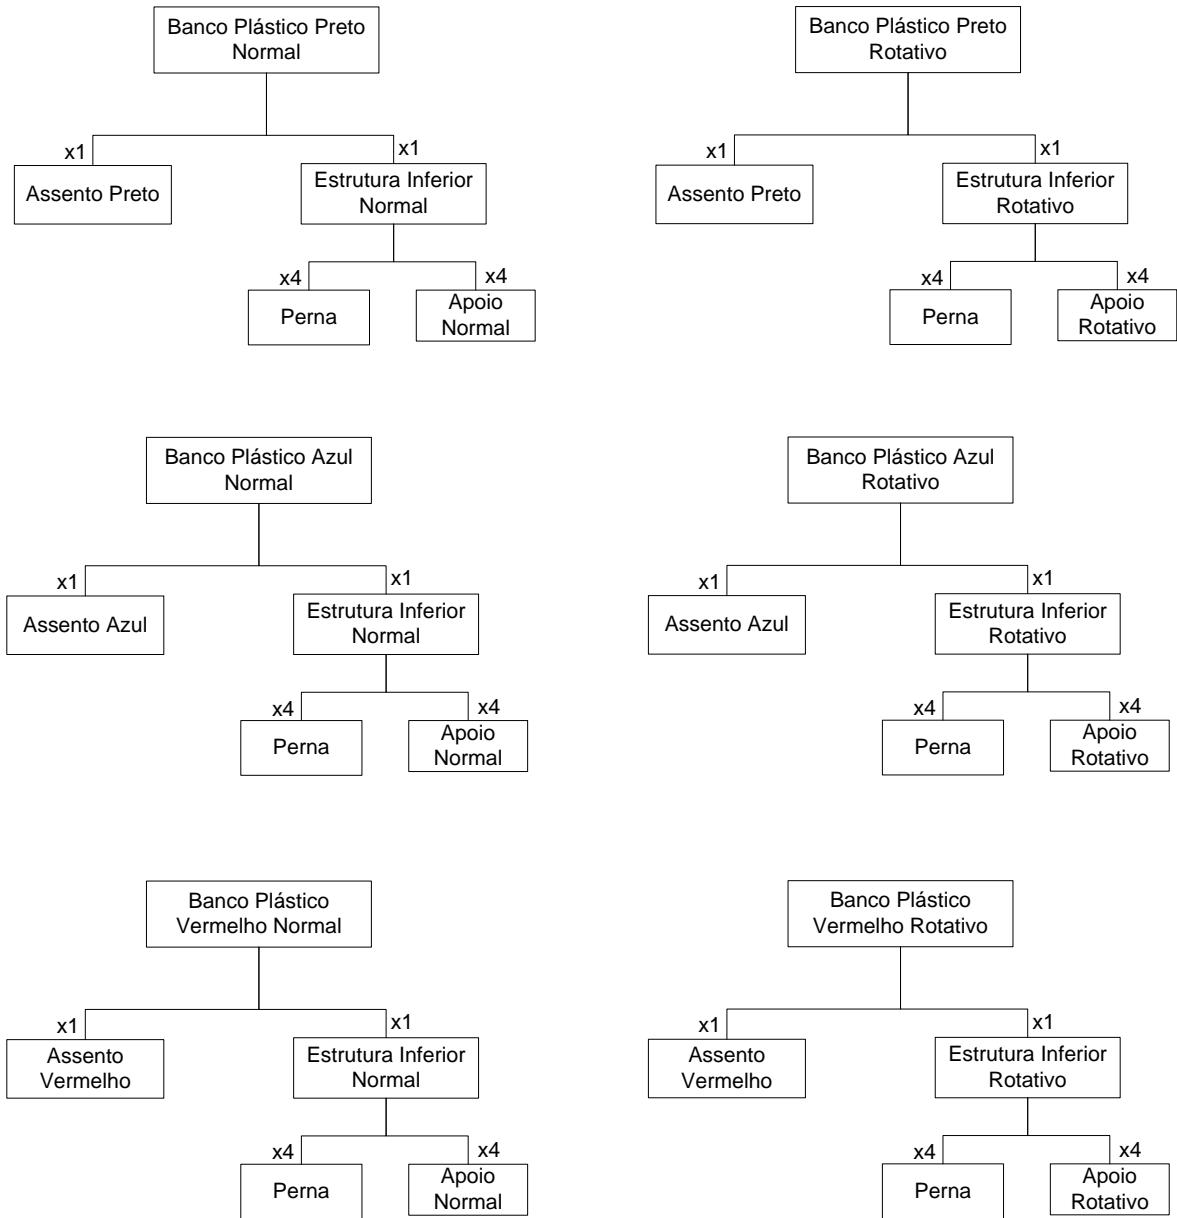 Banco Plástico Preto
Normal
x1
x1
Assento Preto
Estrutura Inferior
Normal
x4
x4
Perna
Apoio
Normal
Banco Plástico Preto
Rotativo
x1
x1
Assento Preto
Estrutura Inferior
Rotativo
x4
x4
Perna
Apoio
Rotativo
Banco Plástico Azul
Normal
x1
x1
Assento Azul
Estrutura Inferior
Normal
x4
x4
Perna
Apoio
Normal
Banco Plástico Azul
Rotativo
x1
x1
Assento Azul
Estrutura Inferior
Rotativo
x4
x4
Perna
Apoio
Rotativo
Banco Plástico
Vermelho Normal
x1
x1
Assento
Vermelho
Estrutura Inferior
Normal
x4
x4
Perna
Apoio
Normal
Banco Plástico
Vermelho Rotativo
x1
x1
Assento
Vermelho
Estrutura Inferior
Rotativo
x4
x4
Perna
Apoio
Rotativo